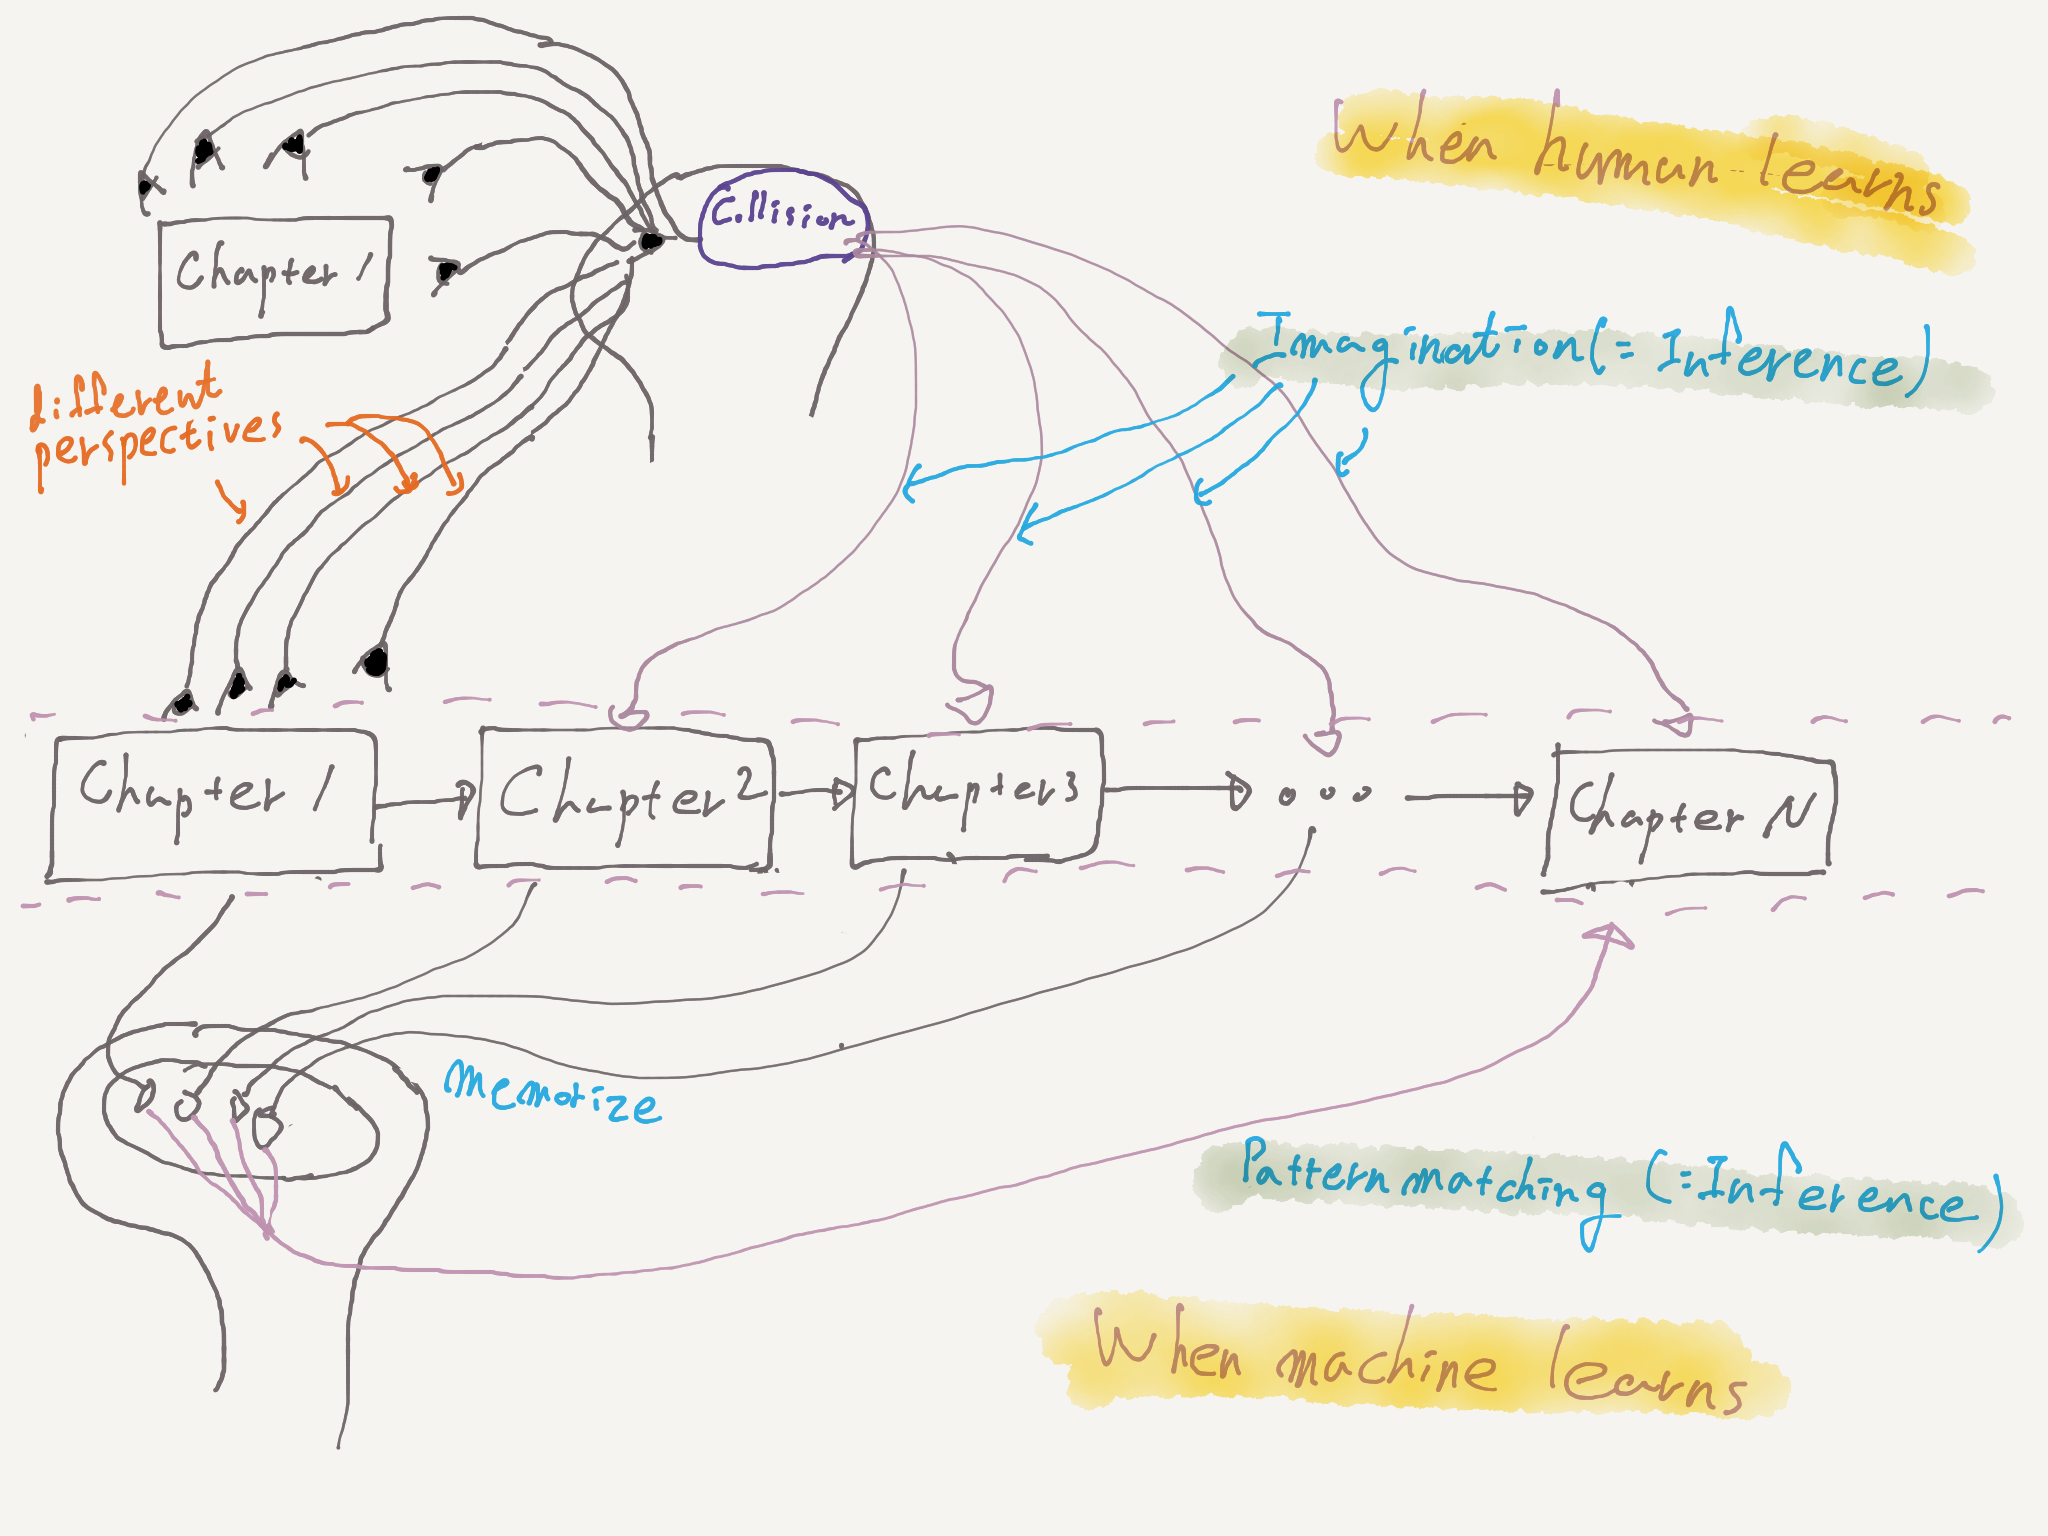 When human learns
Collision
Chapter 1
Imagination (= Inference)
different
perspectives
Chapter 1
Chapter 2
Chapter 3
Chapter N
memorize
Pattern matching (= Inference)
When machine learns